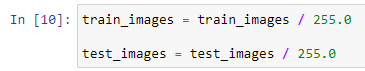 In [10]: train_images = train_images / 255.0
test_images = test_images / 255.0